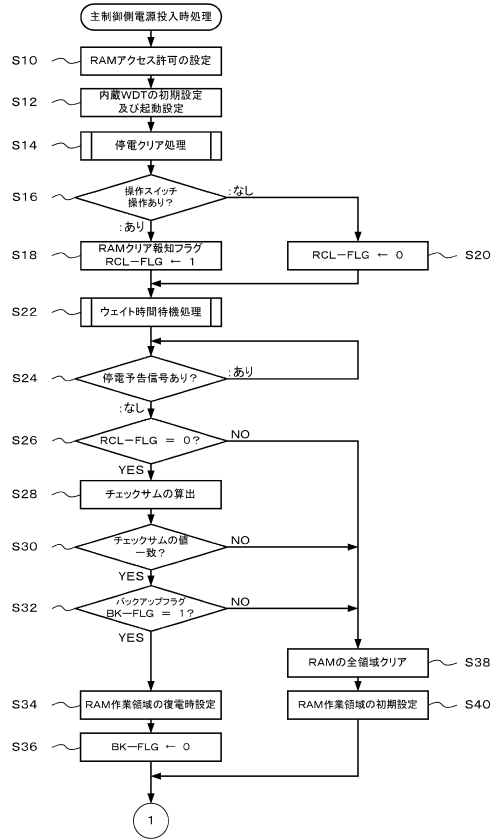 主制御側電源投入時処理
S10
RAMアクセス許可の設定
S12
内蔵WDTの初期設定
及び起動設定
S14
停電クリア処理
S16
操作スイッチ
操作あり?
:なし
:あり
S18
RAMクリア報知フラグ
RCL-FLG ← 1
RCL-FLG ← 0
S20
S22
ウェイト時間待機処理
S24
停電予告信号あり?
:あり
:なし
S26
RCL-FLG = 0?
NO
YES
S28
チェックサムの算出
S30
チェックサムの値
一致?
NO
YES
S32
バックアップフラグ
BK-FLG = 1?
NO
YES
RAMの全領域クリア
S38
S34
RAM作業領域の復電時設定
RAM作業領域の初期設定
S40
S36
BK-FLG ← 0
1